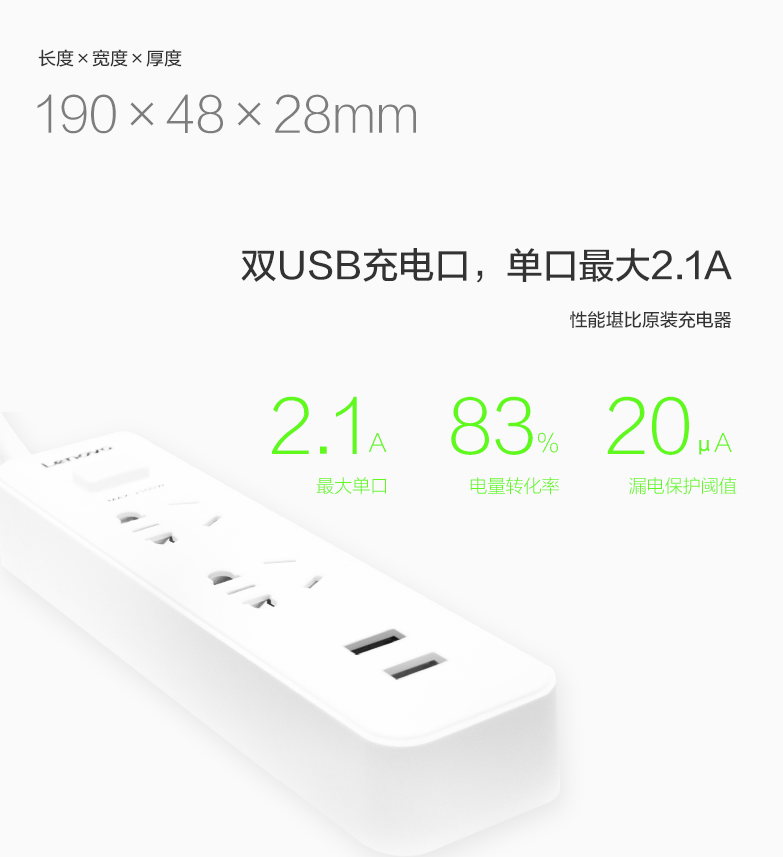 长度×宽度×厚度
190×48×28mm
双USB充电口，单口最大2.1A
性能堪比原装充电器
2.1A
83%
20μA
最大单口
电量转化率
漏电保护阈值
Lenovo